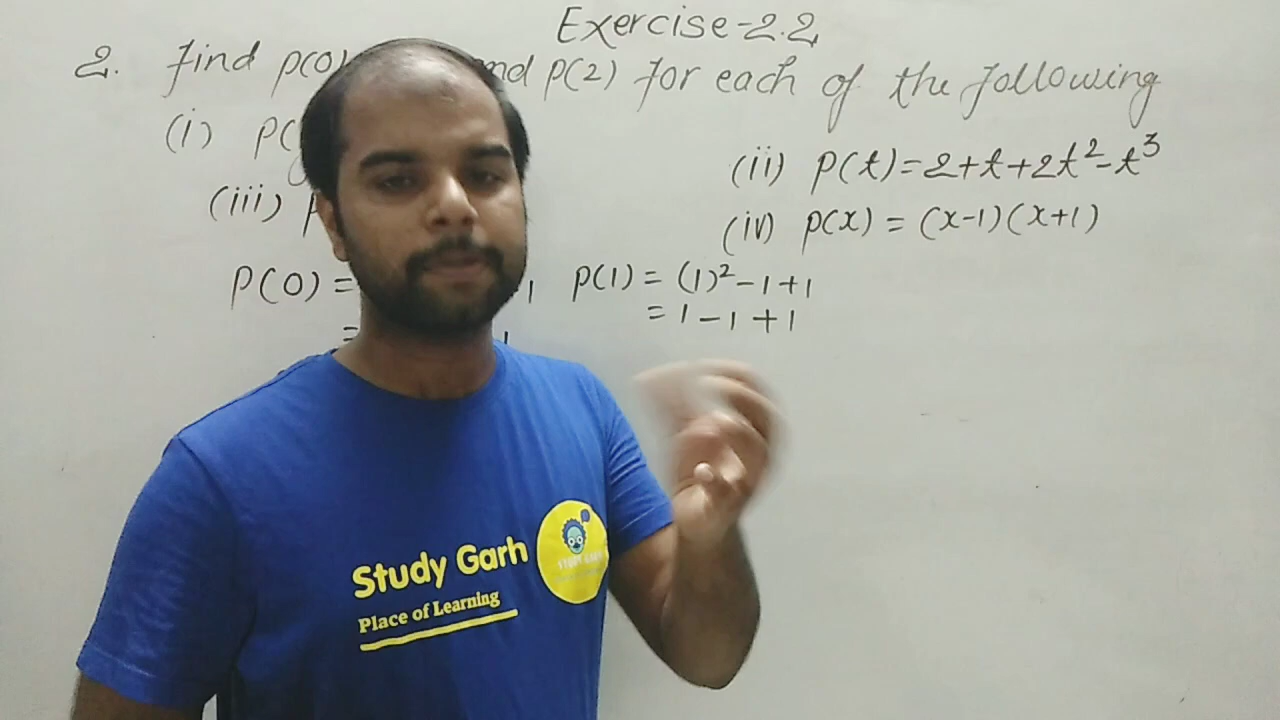 Exercise-2.2
2. find p(0) and p(2) for each of the following
(i) p(
(ii) p(t)=2+t+2t²-t³
(iii) p
(iv) p(x) = (x-1)(x+1)
P(0) = 1 P(1) = (1)²-1+1
= 1 = 1-1+1
Study Garh
Place of Learning